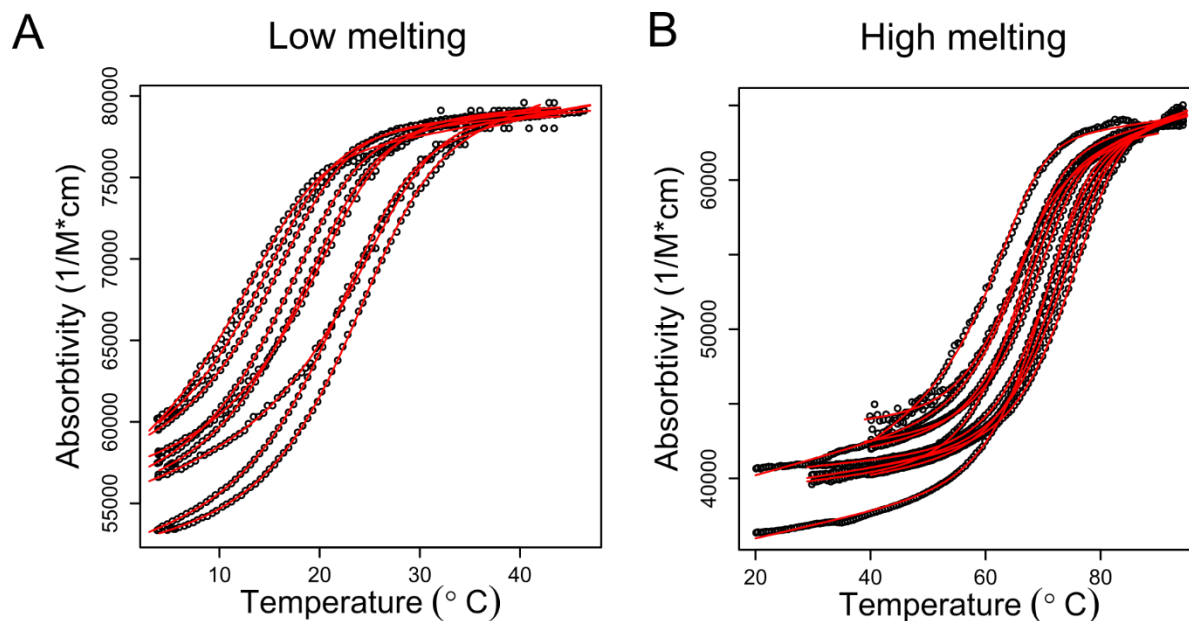 A
Low melting
Absorbtivity (1/M*cm)
80000
75000
70000
65000
60000
55000
10
20
30
40
Temperature (° C)
B
High melting
Absorbtivity (1/M*cm)
60000
50000
40000
20
40
60
80
Temperature (° C)